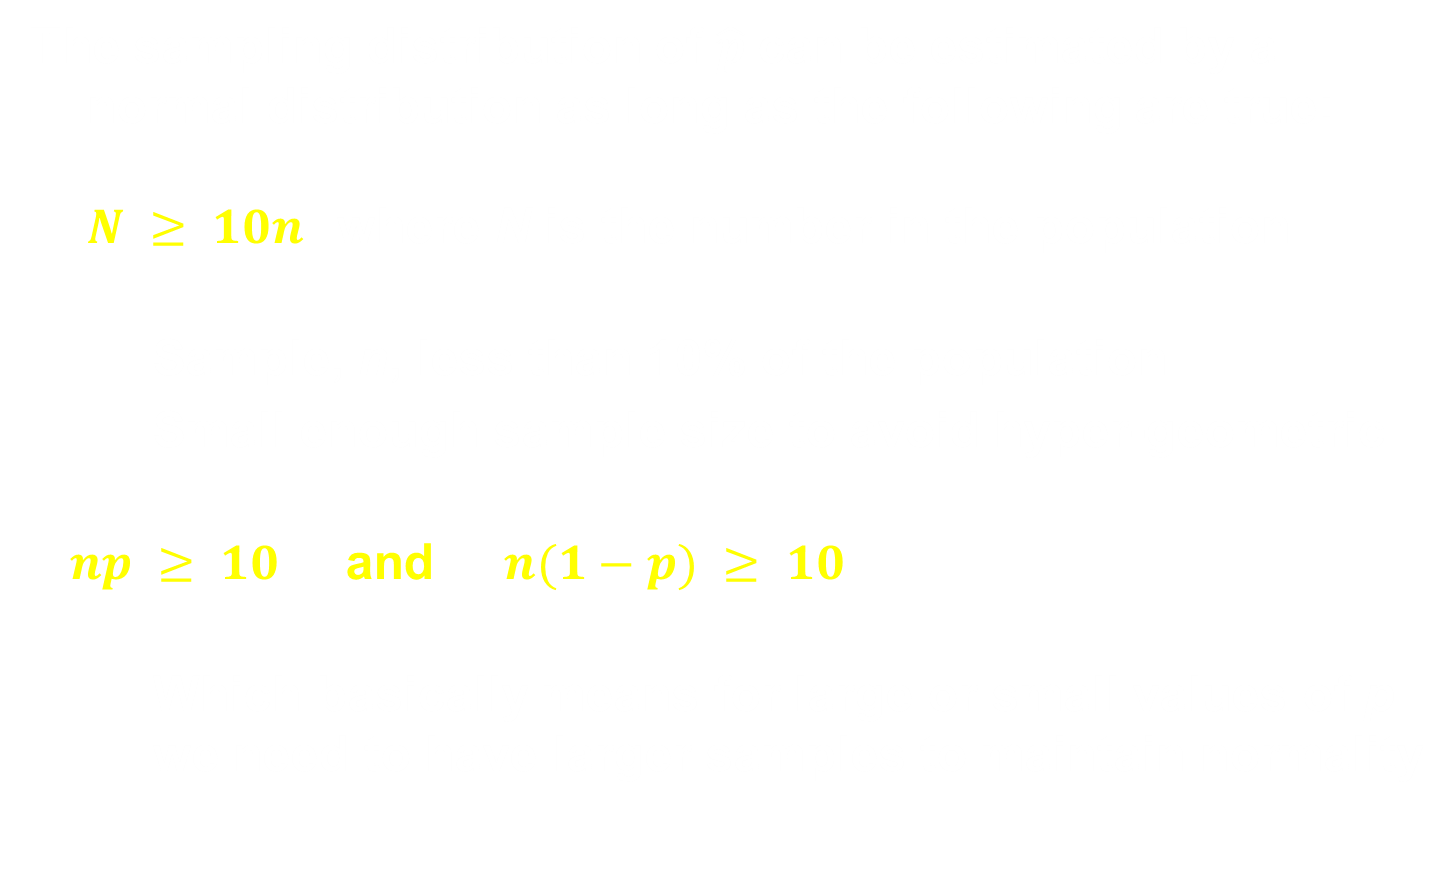 N ≥ 10n
np ≥ 10 and n(1 − p) ≥ 10